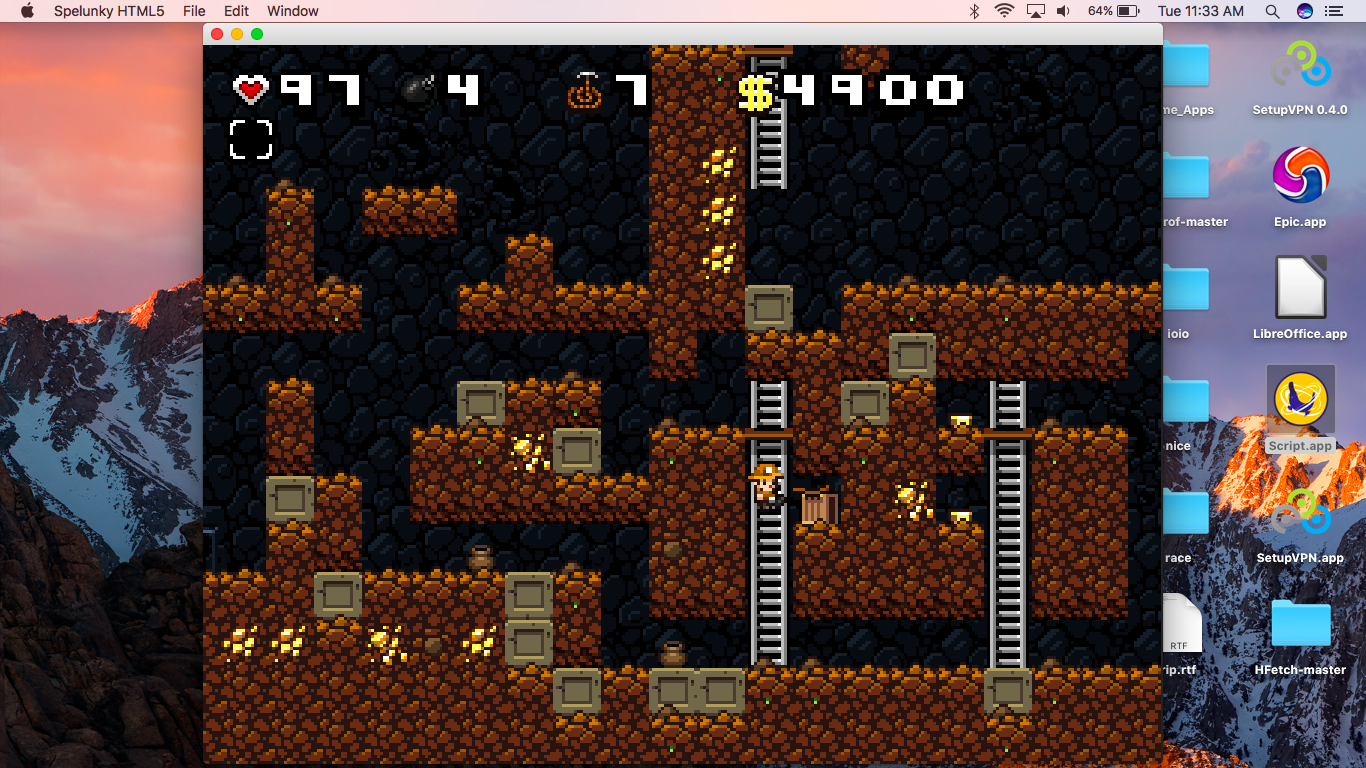 Spelunky HTML5 File Edit Window 64% Tue 11:33 AM
97 4 7 $4900
me_Apps SetupVPN 0.4.0
rof-master Epic.app
ioio LibreOffice.app
nice Script.app
race SetupVPN.app
RTF
rip.rtf HFetch-master